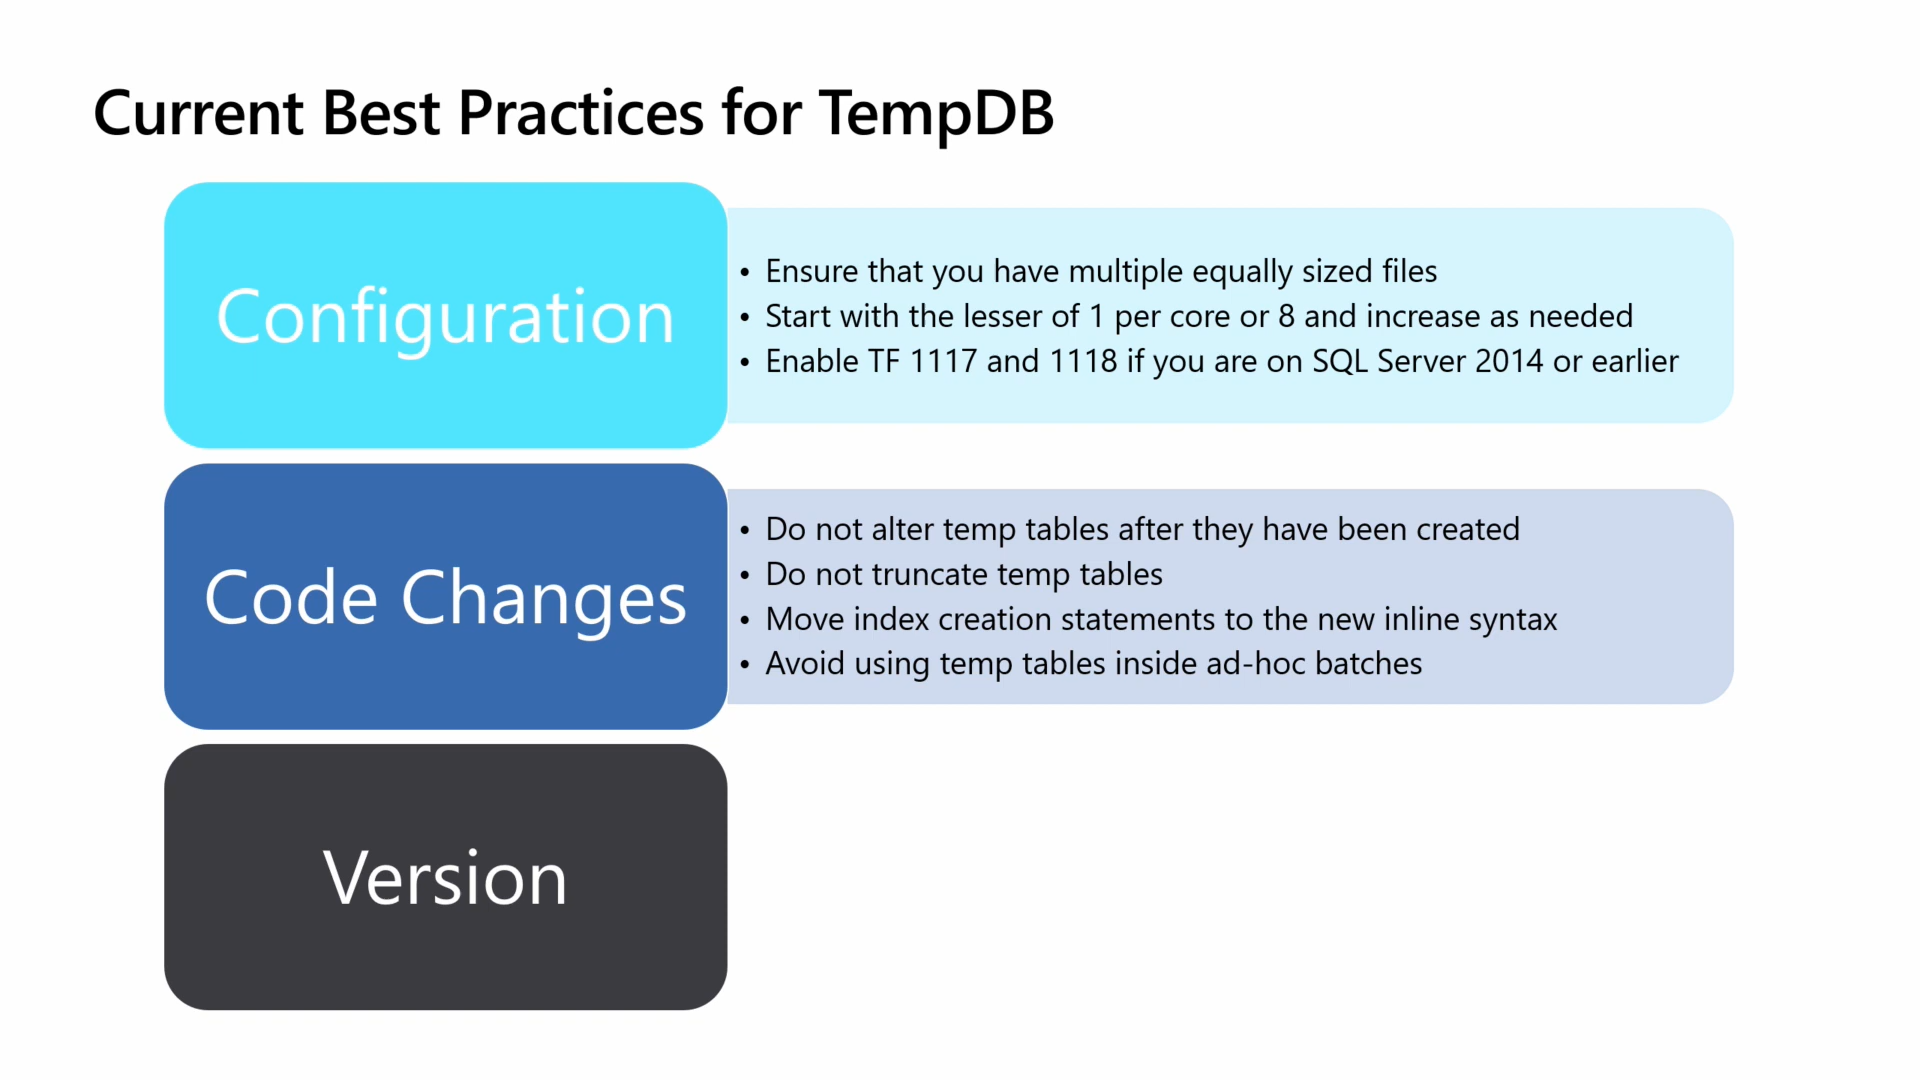 Current Best Practices for TempDB
Configuration
• Ensure that you have multiple equally sized files
• Start with the lesser of 1 per core or 8 and increase as needed
• Enable TF 1117 and 1118 if you are on SQL Server 2014 or earlier
Code Changes
• Do not alter temp tables after they have been created
• Do not truncate temp tables
• Move index creation statements to the new inline syntax
• Avoid using temp tables inside ad-hoc batches
Version